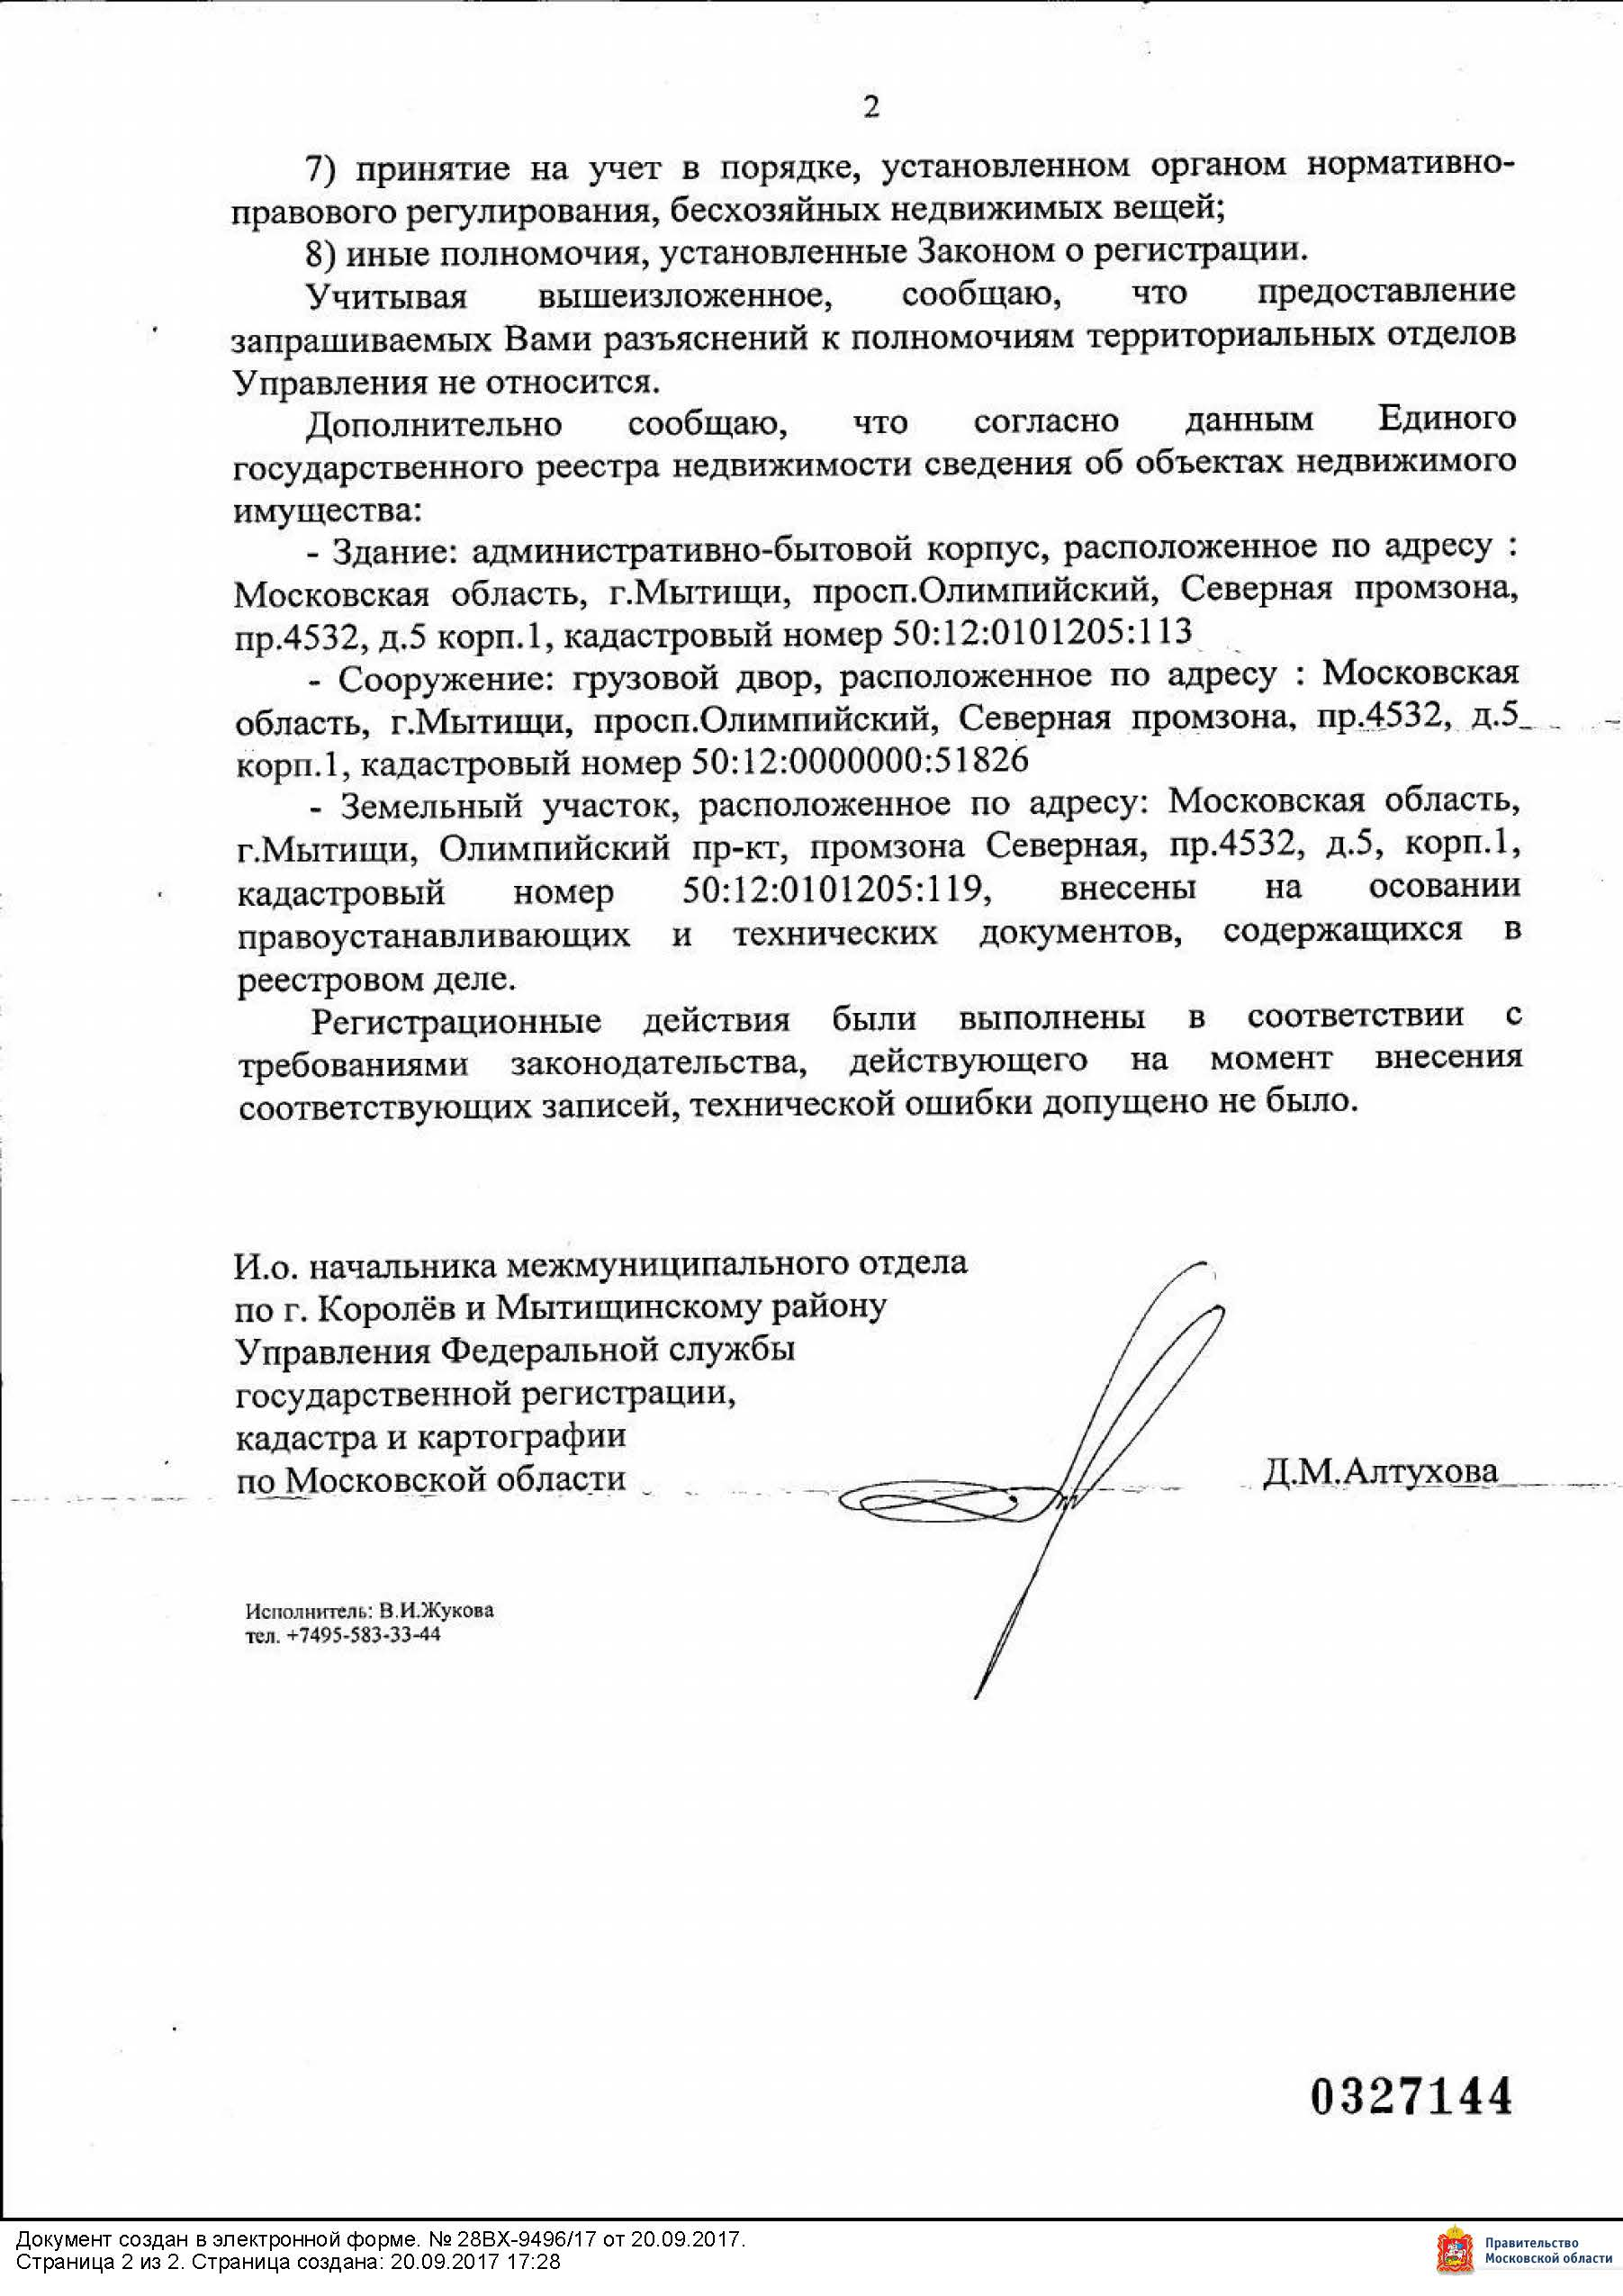 2
7) принятие на учет в порядке, установленном органом нормативно-
правового регулирования, бесхозяйных недвижимых вещей;
8) иные полномочия, установленные Законом о регистрации.
Учитывая вышеизложенное, сообщаю, что предоставление
запрашиваемых Вами разъяснений к полномочиям территориальных отделов
Управления не относится.
Дополнительно сообщаю, что согласно данным Единого
государственного реестра недвижимости сведения об объектах недвижимого
имущества:
- Здание: административно-бытовой корпус, расположенное по адресу :
Московская область, г.Мытищи, просп.Олимпийский, Северная промзона,
пр.4532, д.5 корп.1, кадастровый номер 50:12:0101205:113
- Сооружение: грузовой двор, расположенное по адресу : Московская
область, г.Мытищи, просп.Олимпийский, Северная промзона, пр.4532, д.5
корп.1, кадастровый номер 50:12:0000000:51826
- Земельный участок, расположенное по адресу: Московская область,
г.Мытищи, Олимпийский пр-кт, промзона Северная, пр.4532, д.5, корп.1,
кадастровый номер 50:12:0101205:119, внесены на осовании
правоустанавливающих и технических документов, содержащихся в
реестровом деле.
Регистрационные действия были выполнены в соответствии с
требованиями законодательства, действующего на момент внесения
соответствующих записей, технической ошибки допущено не было.
И.о. начальника межмуниципального отдела
по г. Королёв и Мытищинскому району
Управления Федеральной службы
государственной регистрации,
кадастра и картографии
по Московской области
Д.М.Алтухова
Исполнитель: В.И.Жукова
тел. +7495-583-33-44
0327144
Документ создан в электронной форме. № 28ВХ-9496/17 от 20.09.2017.
Страница 2 из 2. Страница создана: 20.09.2017 17:28
Правительство
Московской области